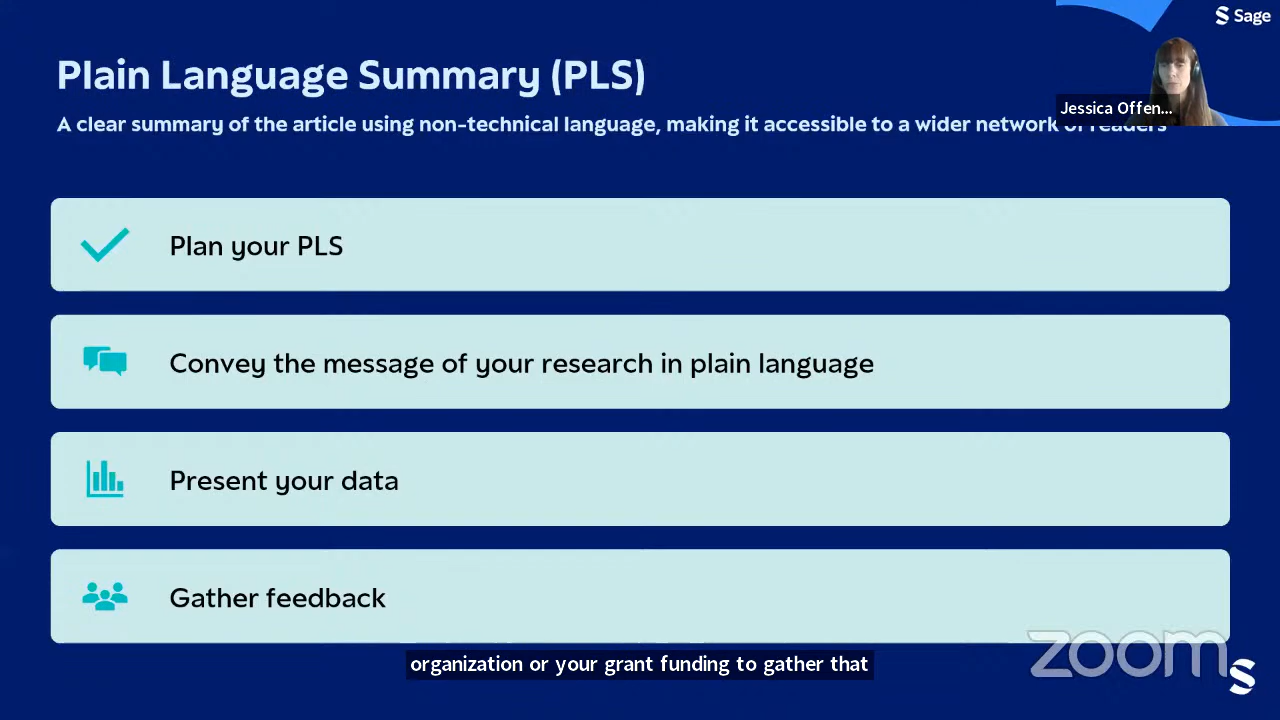 Sage
Plain Language Summary (PLS)
Jessica Offen...
A clear summary of the article using non-technical language, making it accessible to a wider network of readers
Plan your PLS
Convey the message of your research in plain language
Present your data
Gather feedback
organization or your grant funding to gather that
zoom